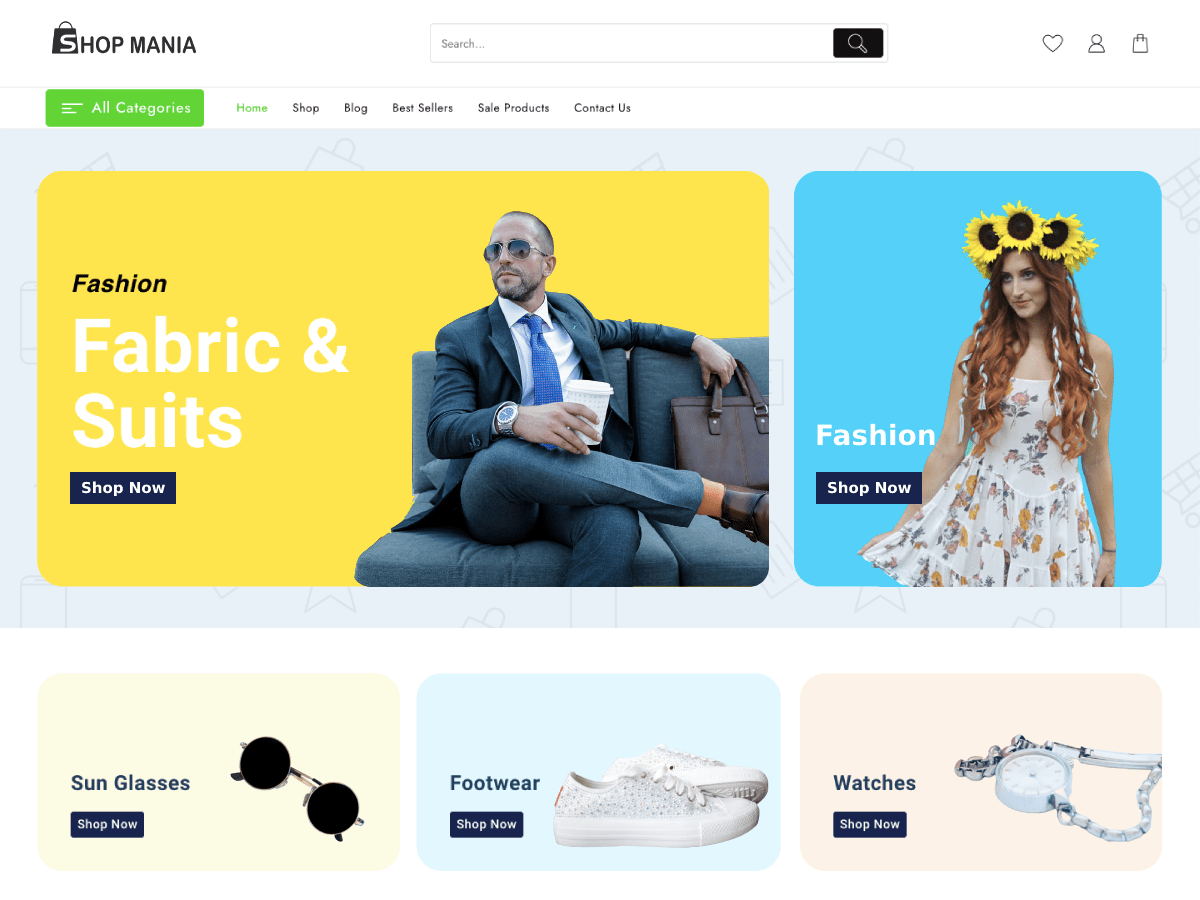 SHOP MANIA
Search...
All Categories
Home
Shop
Blog
Best Sellers
Sale Products
Contact Us
Fashion
Fabric &
Suits
Shop Now
Fashion
Shop Now
Sun Glasses
Shop Now
Footwear
Shop Now
Watches
Shop Now